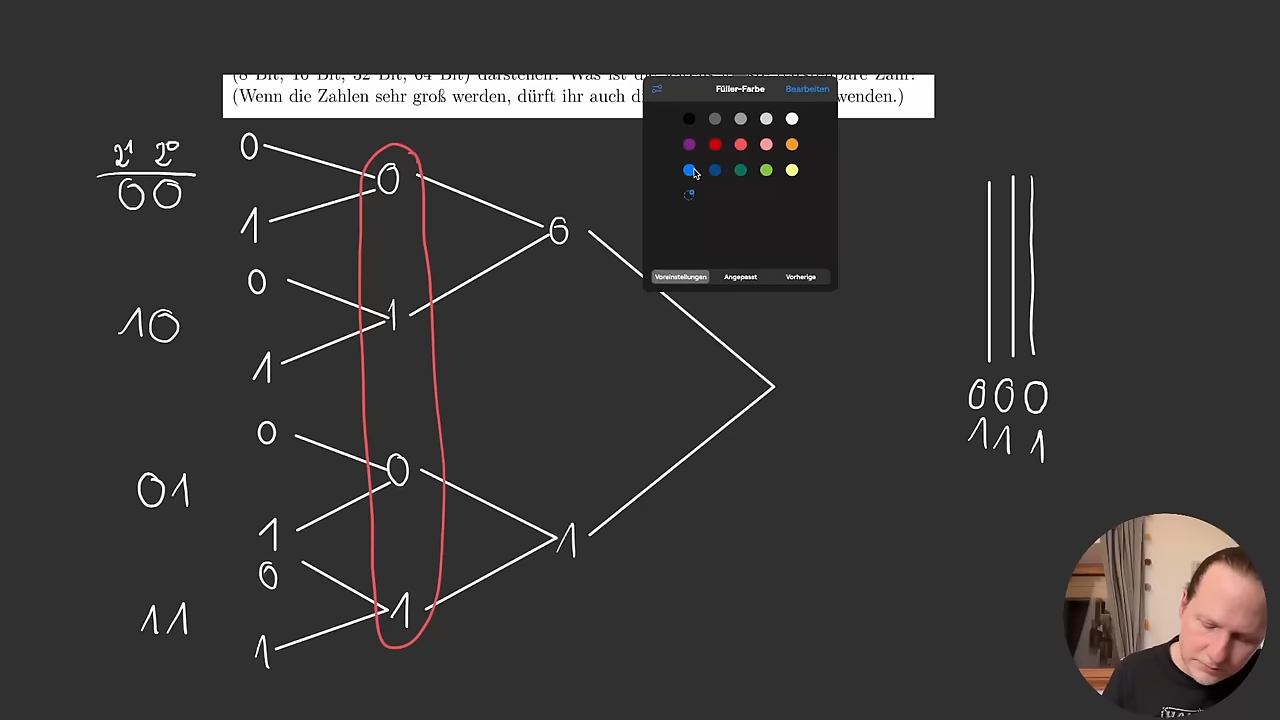 (8 Bit, 16 Bit, 32 Bit, 64 Bit) darstellen? Was ist die
(Wenn die Zahlen sehr groß werden, dürft ihr auch d
wenden.)
Füller-Farbe
Bearbeiten
Voreinstellungen
Angepasst
Vorherige
2¹ 2⁰
00
10
01
11
0
1
0
1
0
1
0
1
0
1
0
1
0
1
000
111